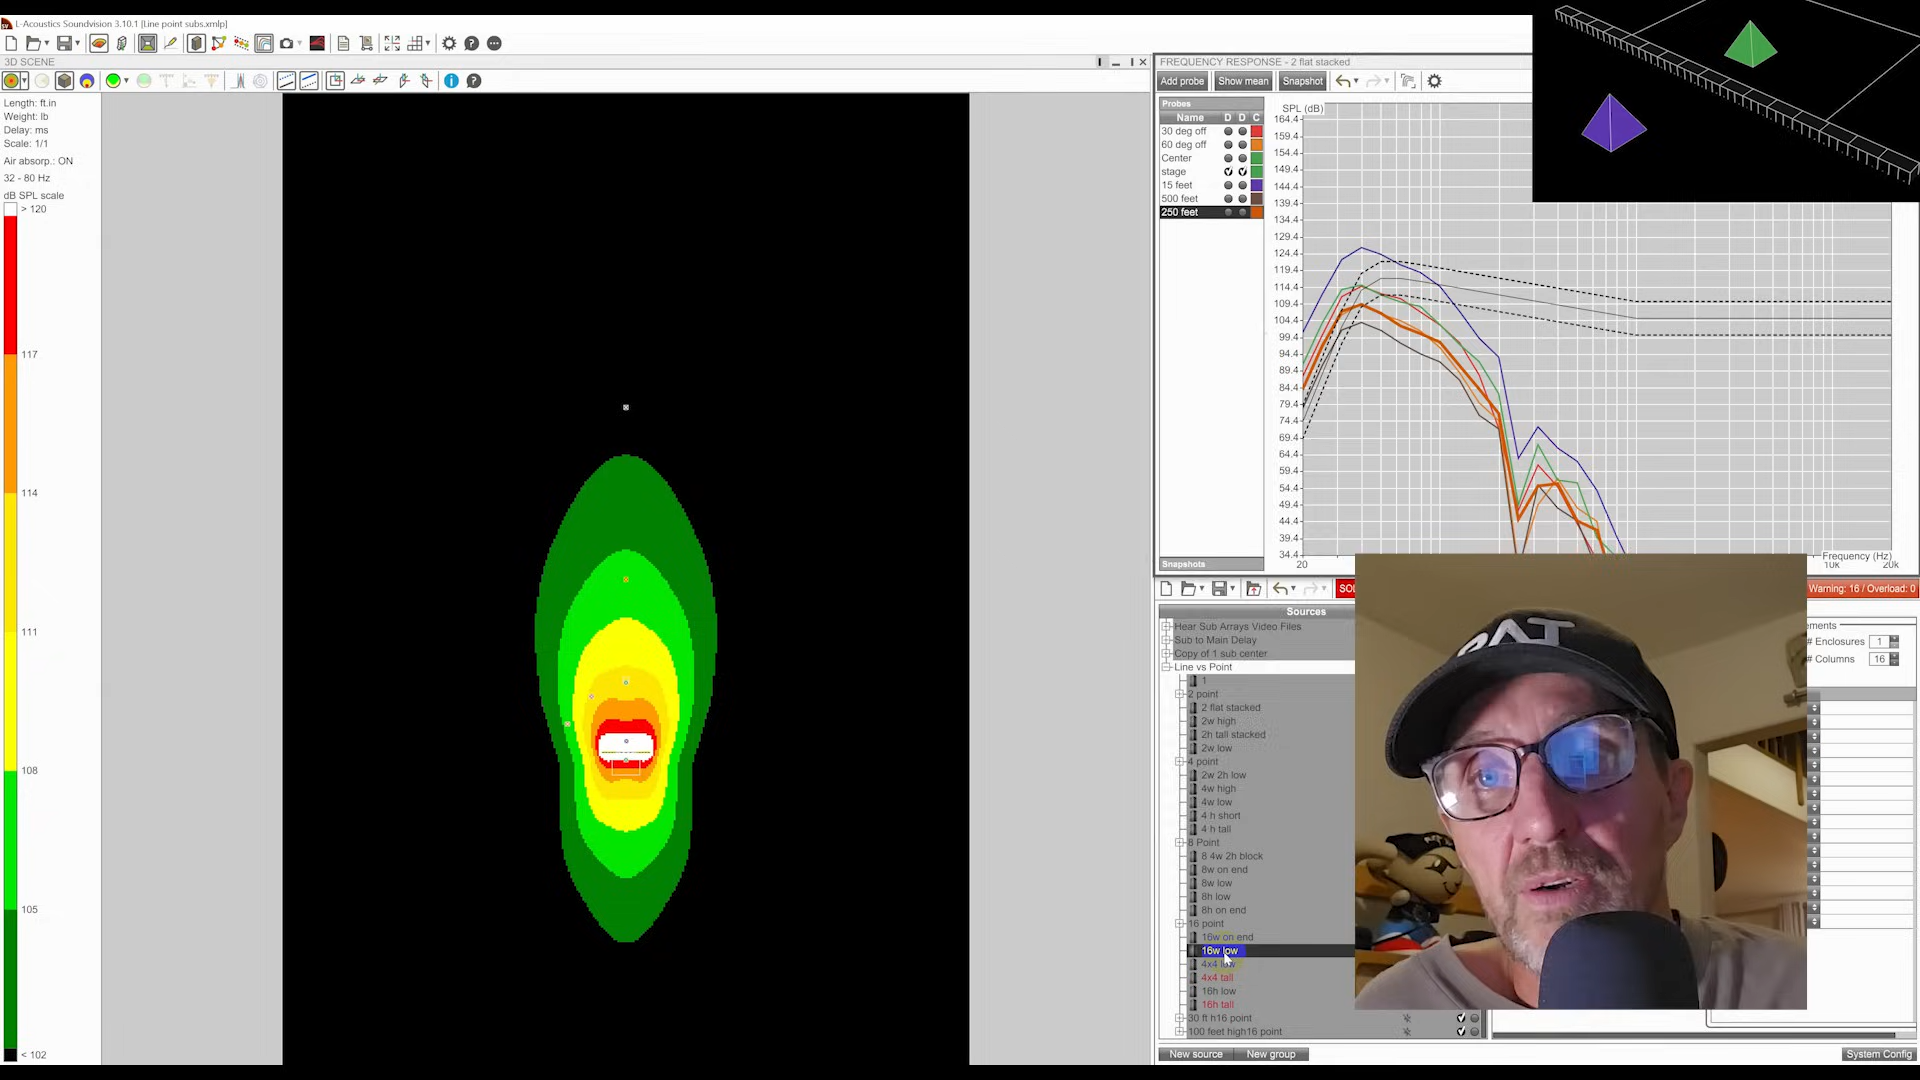 L-Acoustics Soundvision 3.10.1 [line point subs.xmlp]
3D SCENE
Length: ft.in
Weight: lb
Delay: ms
Scale: 1/1
Air absorp.: ON
32 - 80 Hz
dB SPL scale
> 120
117
114
111
108
105
< 102
FREQUENCY RESPONSE - 2 flat stacked
Add probe
Show mean
Snapshot
Probes
Name D D C
30 deg off
60 deg off
Center
stage
15 feet
500 feet
250 feet
Snapshots
SPL (dB)
164.4
159.4
154.4
149.4
144.4
139.4
134.4
129.4
124.4
119.4
114.4
109.4
104.4
99.4
94.4
89.4
84.4
79.4
74.4
69.4
64.4
59.4
54.4
49.4
44.4
39.4
34.4
20
Frequency (Hz)
10k
20k
Warning: 16 / Overload: 0
Sources
Hear Sub Arrays Video Files
Sub to Main Delay
Copy of 1 sub center
Line vs Point
1
2 point
2 flat stacked
2w high
2h tall stacked
2w low
4 point
2w 2h low
4w high
4w low
4 h short
4 h tall
8 Point
8 4w 2h block
8w on end
8w low
8h low
8h on end
16 point
16w on end
16w low
4x4 low
4x4 tall
16h low
16h tall
30 ft h16 point
100 feet high16 point
ements
# Enclosures 1
# Columns 16
New source
New group
System Config